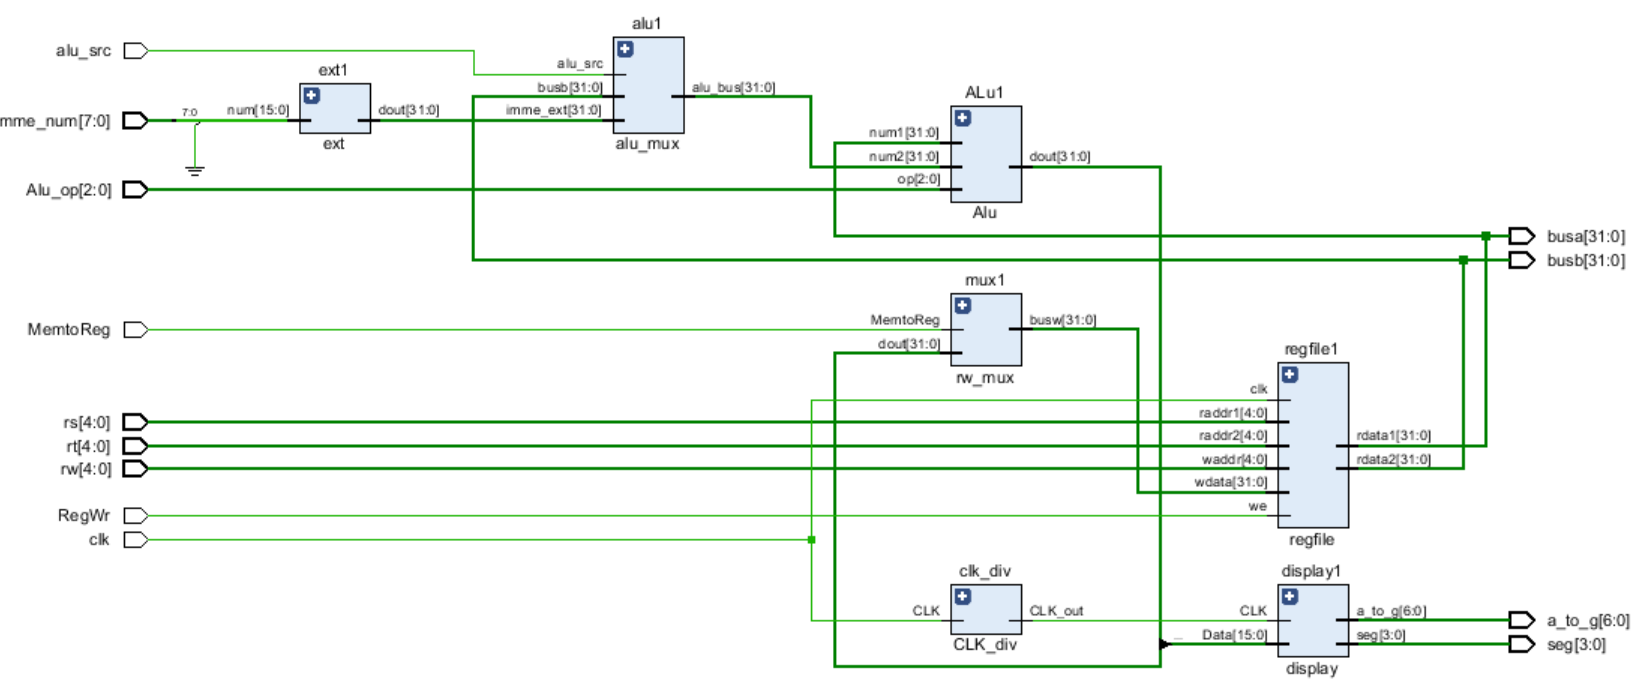 alu1
alu_src
alu_src
ext1
busb[31:0]
alu_bus[31:0]
ALu1
mme_num[7:0]
7:0
num[15:0]
dout[31:0]
imme_ext[31:0]
ext
alu_mux
num1[31:0]
num2[31:0]
dout[31:0]
op[2:0]
Alu_op[2:0]
Alu
busa[31:0]
busb[31:0]
mux1
MemtoReg
MemtoReg
busw[31:0]
dout[31:0]
rw_mux
regfile1
clk
rs[4:0]
raddr1[4:0]
rt[4:0]
raddr2[4:0]
rdata1[31:0]
rw[4:0]
waddr[4:0]
rdata2[31:0]
wdata[31:0]
RegWr
we
clk
regfile
clk_div
display1
CLK
CLK_out
CLK
a_to_g[6:0]
a_to_g[6:0]
...
Data[15:0]
seg[3:0]
seg[3:0]
CLK_div
display